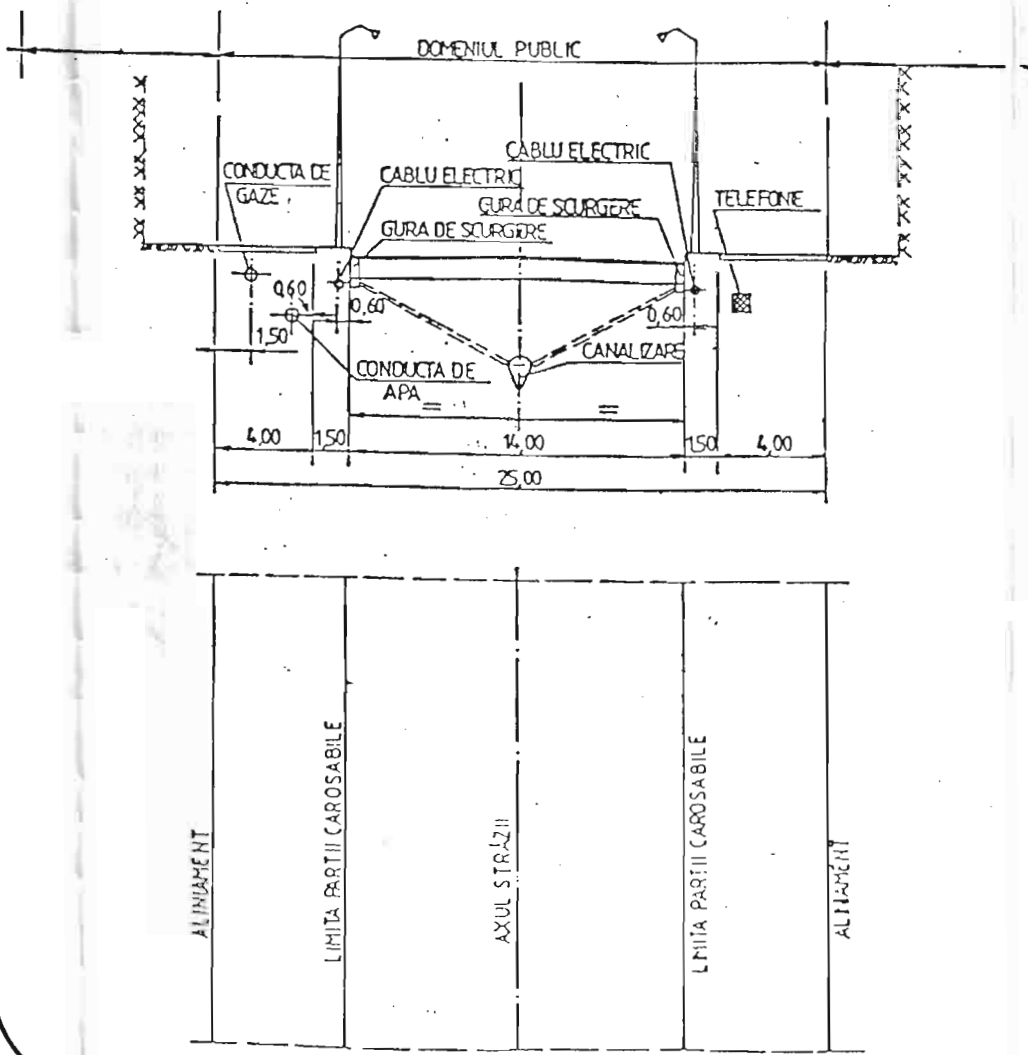 DOMENIUL PUBLIC
CABLU ELECTRIC
CONDUCTA DE
GAZE
CABLU ELECTRIC
GURA DE SCURGERE
TELEFONIE
GURA DE SCURGERE
0,60
0,60
0,60
1,50
CONDUCTA DE
APA
CANALIZARE
=
=
4,00
1,50
14,00
1,50
4,00
25,00
ALINIAMENT
LIMITA PARTII CAROSABILE
AXUL STRĂZII
LIMITA PARTII CAROSABILE
ALINIAMENT